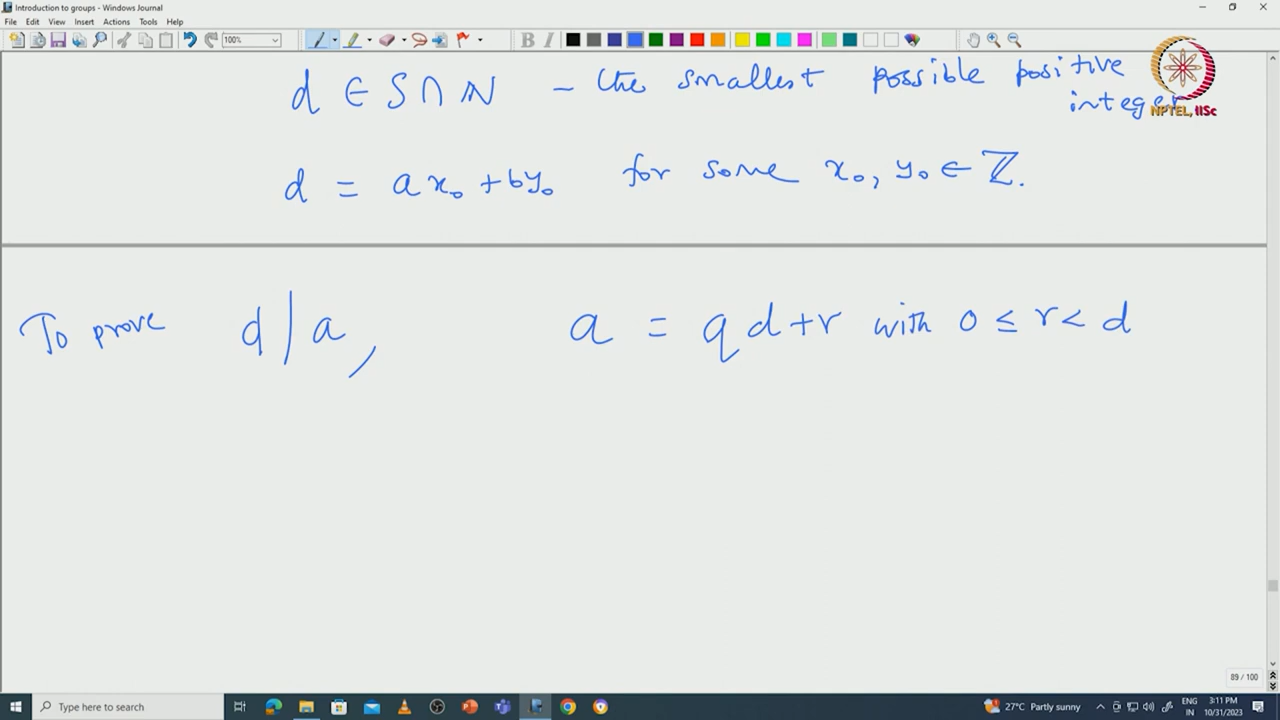 Introduction to groups - Windows Journal
File Edit View Insert Actions Tools Help
100%
B I
d ∈ S ∩ ℕ – the smallest possible positive integer
NPTEL, IISc
d = ax₀ + by₀ for some x₀, y₀ ∈ ℤ.
To prove d | a, a = qd + r with 0 ≤ r < d
89 / 100
Type here to search
27°C Partly sunny
ENG
IN
3:11 PM
10/31/2023